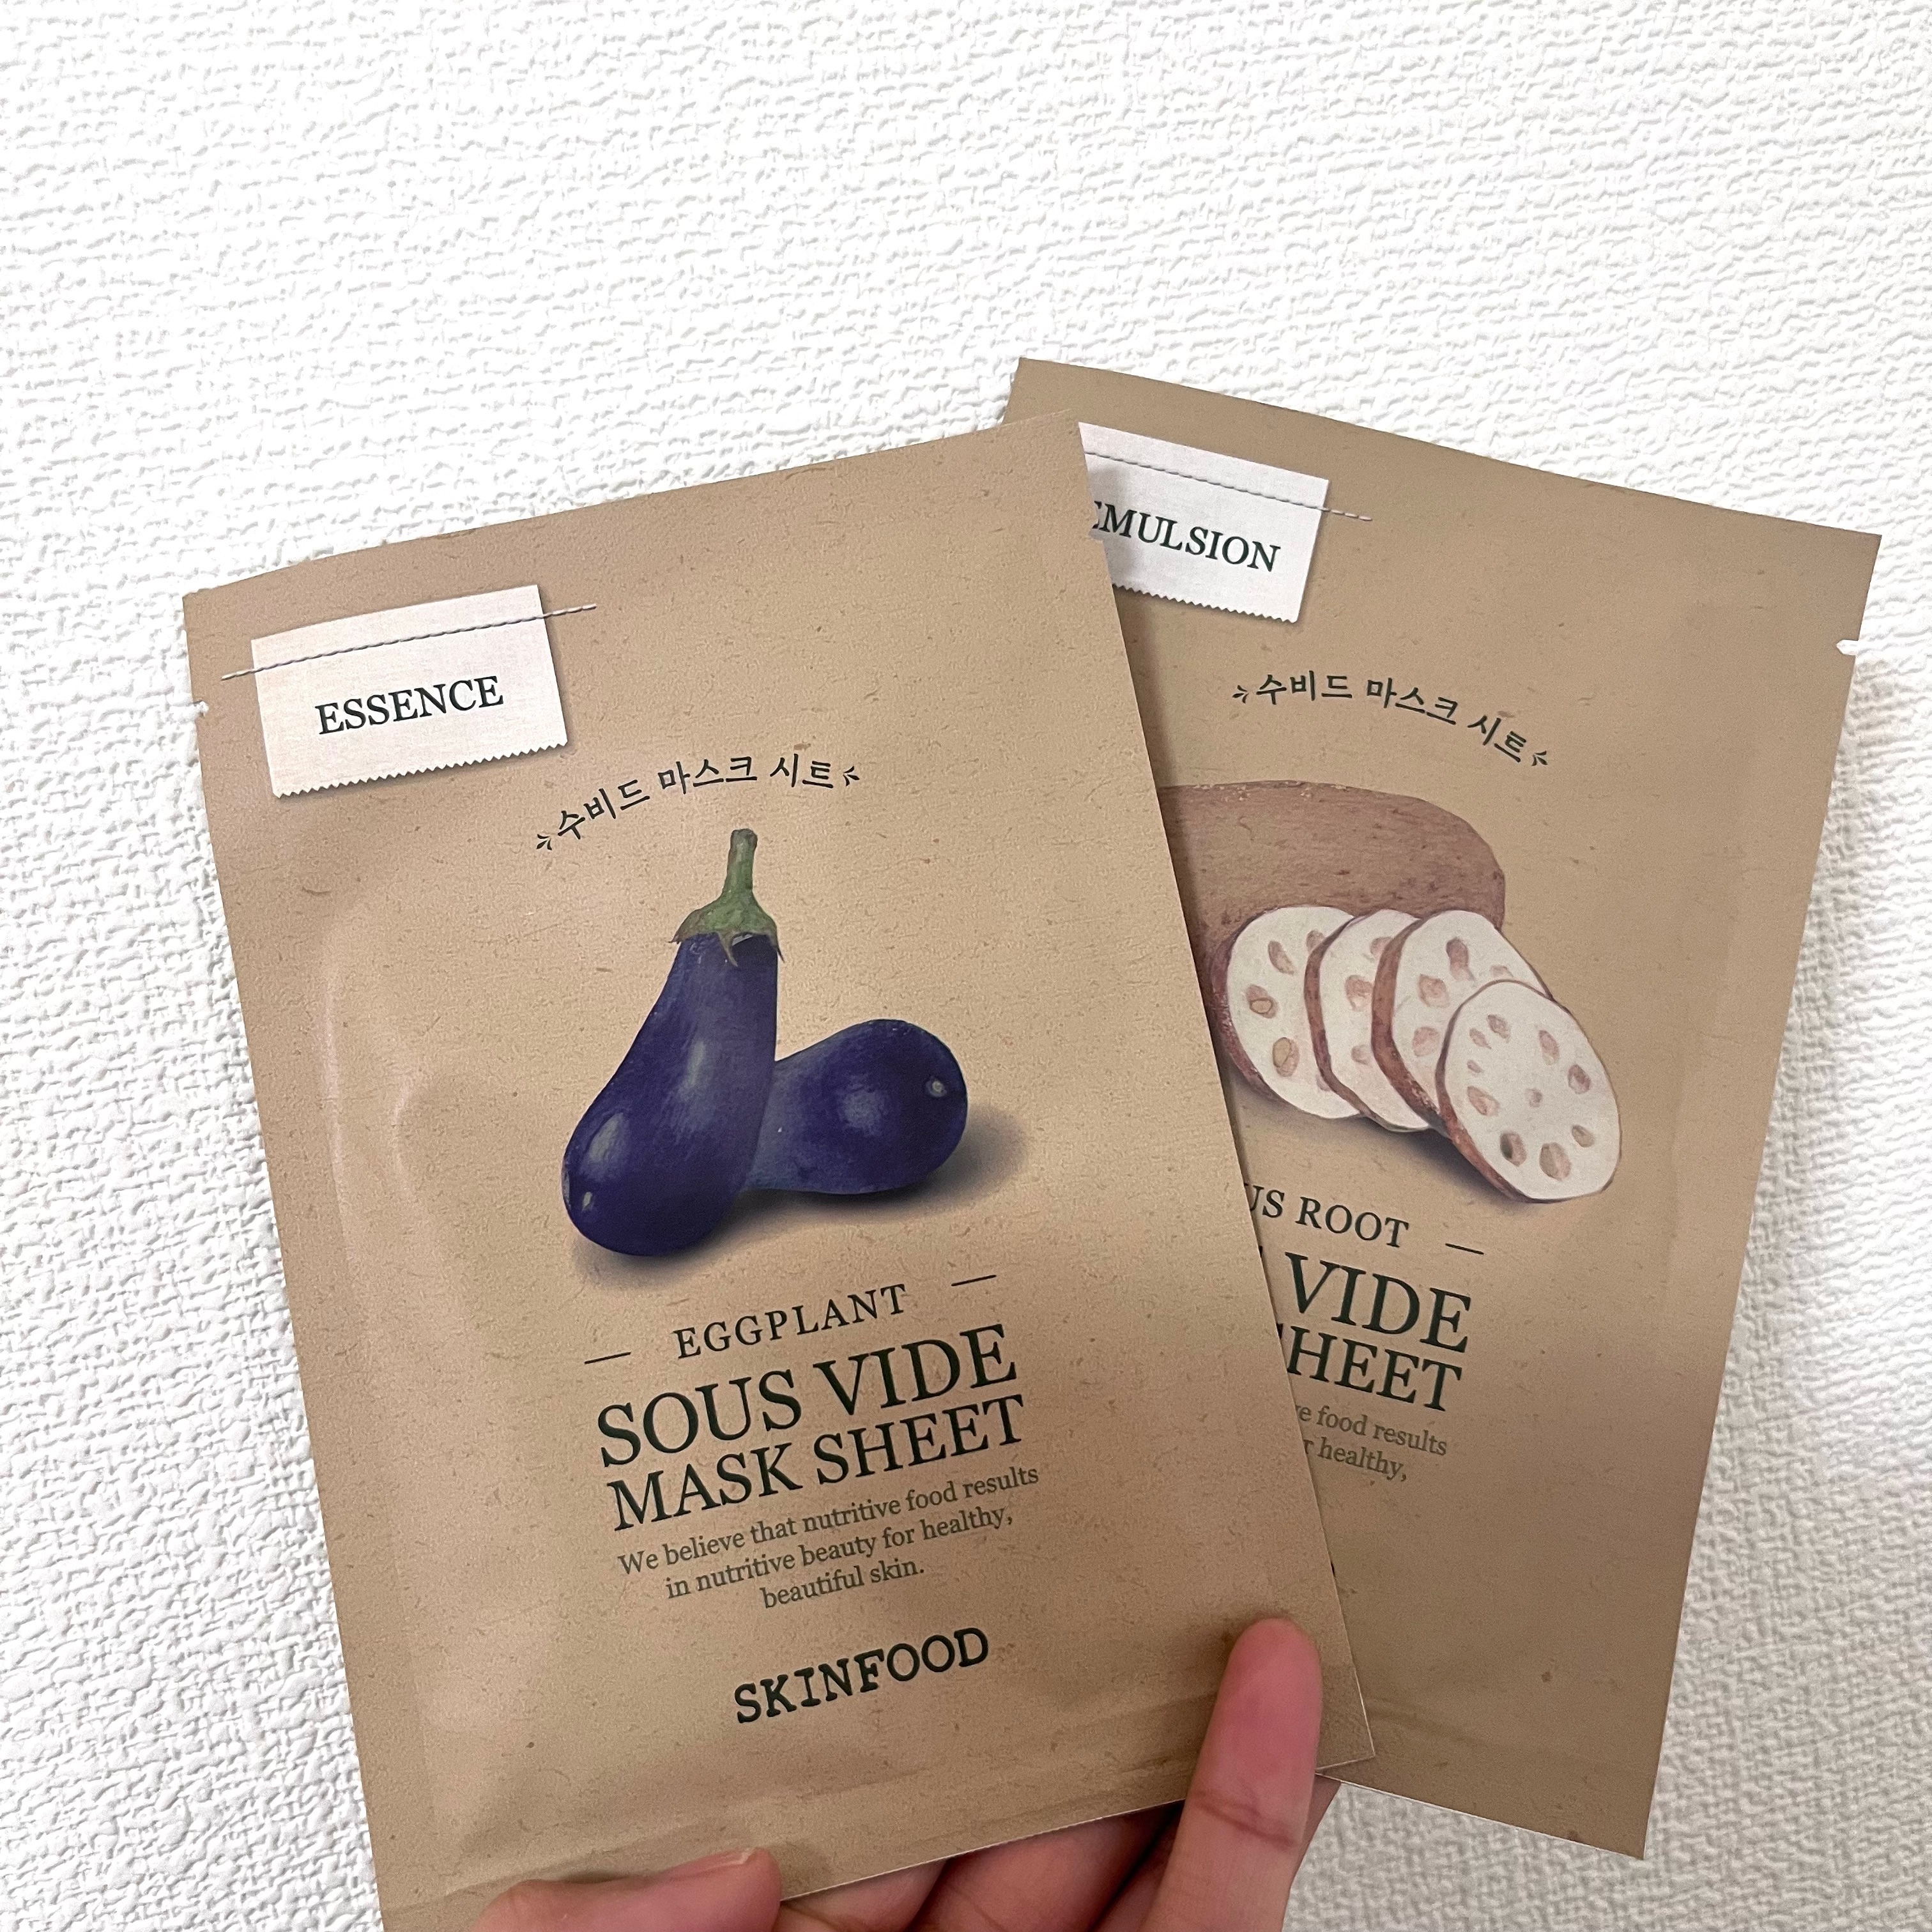 ESSENCE
수비드 마스크 시트
EGGPLANT
SOUS VIDE
MASK SHEET
We believe that nutritive food results
in nutritive beauty for healthy,
beautiful skin.
SKINFOOD
EMULSION
수비드 마스크 시트
ROOT
VIDE
food results
healthy,